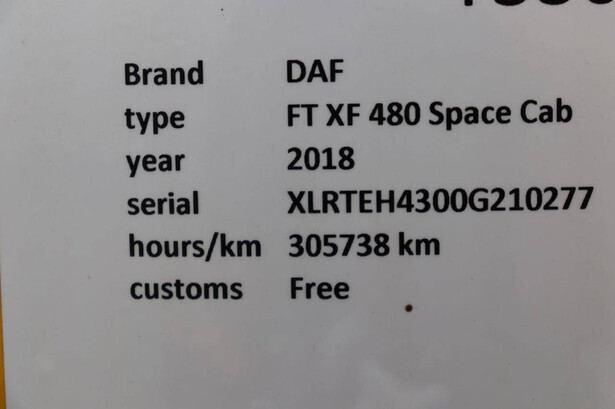 Brand DAF
type FT XF 480 Space Cab
year 2018
serial XLRTEH4300G210277
hours/km 305738 km
customs Free